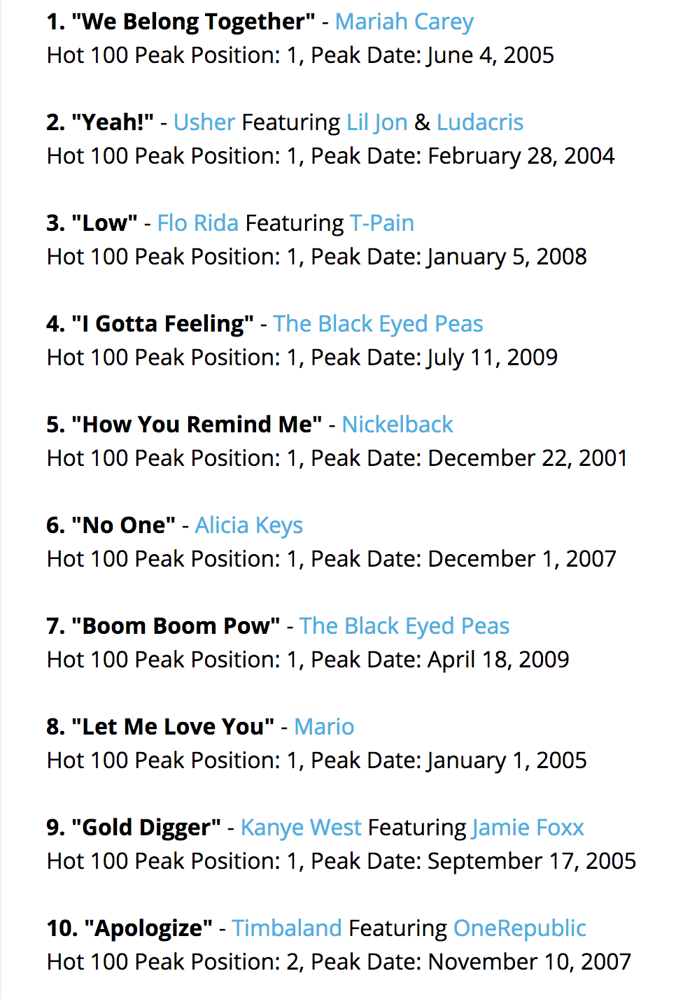 1. "We Belong Together" - Mariah Carey
Hot 100 Peak Position: 1, Peak Date: June 4, 2005
2. "Yeah!" - Usher Featuring Lil Jon & Ludacris
Hot 100 Peak Position: 1, Peak Date: February 28, 2004
3. "Low" - Flo Rida Featuring T-Pain
Hot 100 Peak Position: 1, Peak Date: January 5, 2008
4. "I Gotta Feeling" - The Black Eyed Peas
Hot 100 Peak Position: 1, Peak Date: July 11, 2009
5. "How You Remind Me" - Nickelback
Hot 100 Peak Position: 1, Peak Date: December 22, 2001
6. "No One" - Alicia Keys
Hot 100 Peak Position: 1, Peak Date: December 1, 2007
7. "Boom Boom Pow" - The Black Eyed Peas
Hot 100 Peak Position: 1, Peak Date: April 18, 2009
8. "Let Me Love You" - Mario
Hot 100 Peak Position: 1, Peak Date: January 1, 2005
9. "Gold Digger" - Kanye West Featuring Jamie Foxx
Hot 100 Peak Position: 1, Peak Date: September 17, 2005
10. "Apologize" - Timbaland Featuring OneRepublic
Hot 100 Peak Position: 2, Peak Date: November 10, 2007